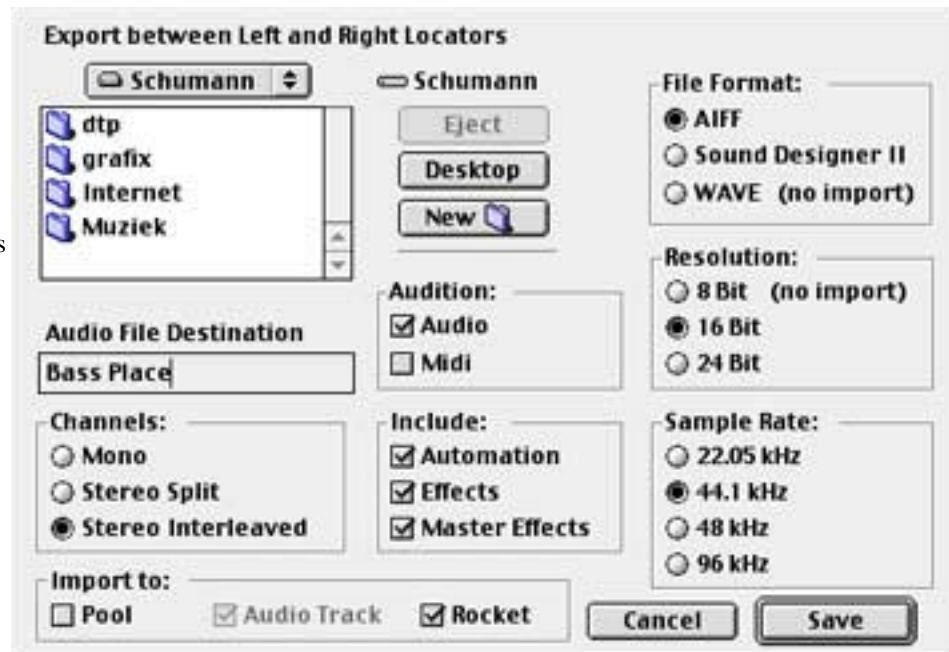 Export between Left and Right Locators
Schumann
dtp
grafix
Internet
Muziek
s
Schumann
Eject
Desktop
New
File Format:
AIFF
Sound Designer II
WAVE (no import)
Resolution:
8 Bit (no import)
16 Bit
24 Bit
Audio File Destination
Bass Place
Audition:
Audio
Midi
Channels:
Mono
Stereo Split
Stereo Interleaved
Include:
Automation
Effects
Master Effects
Sample Rate:
22.05 kHz
44.1 kHz
48 kHz
96 kHz
Import to:
Pool
Audio Track
Rocket
Cancel
Save